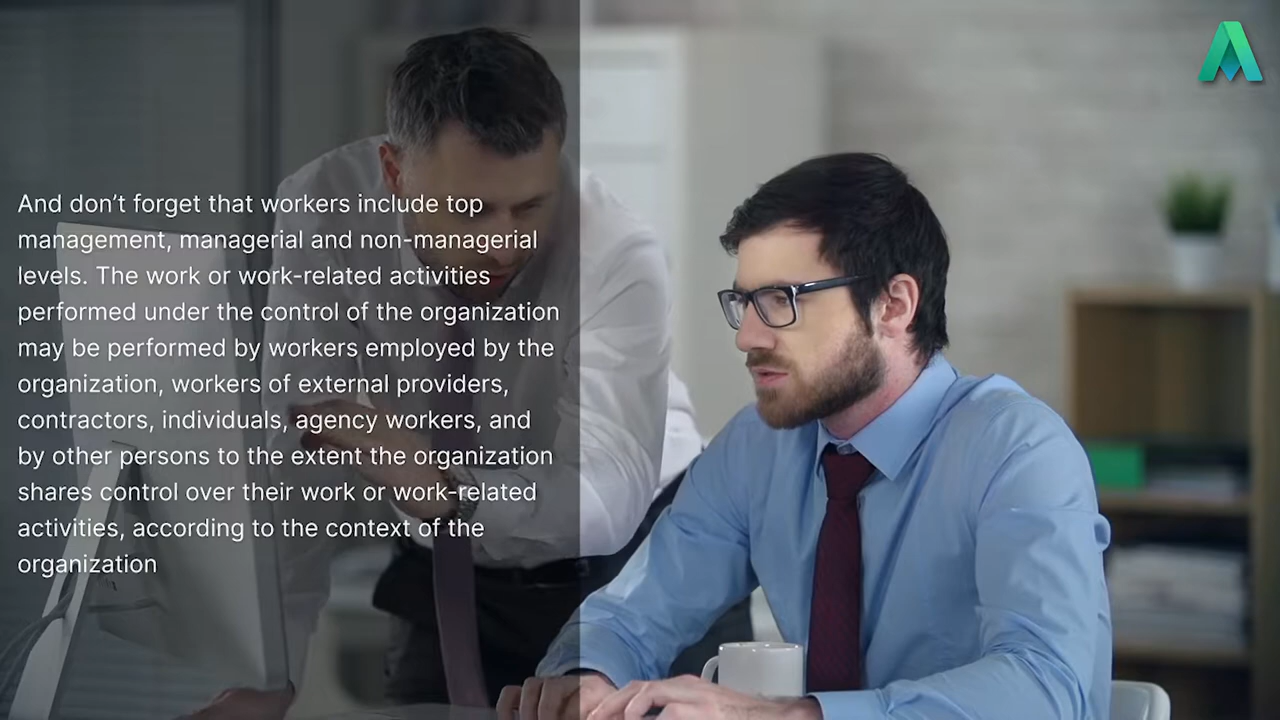 And don’t forget that workers include top
management, managerial and non-managerial
levels. The work or work-related activities
performed under the control of the organization
may be performed by workers employed by the
organization, workers of external providers,
contractors, individuals, agency workers, and
by other persons to the extent the organization
shares control over their work or work-related
activities, according to the context of the
organization